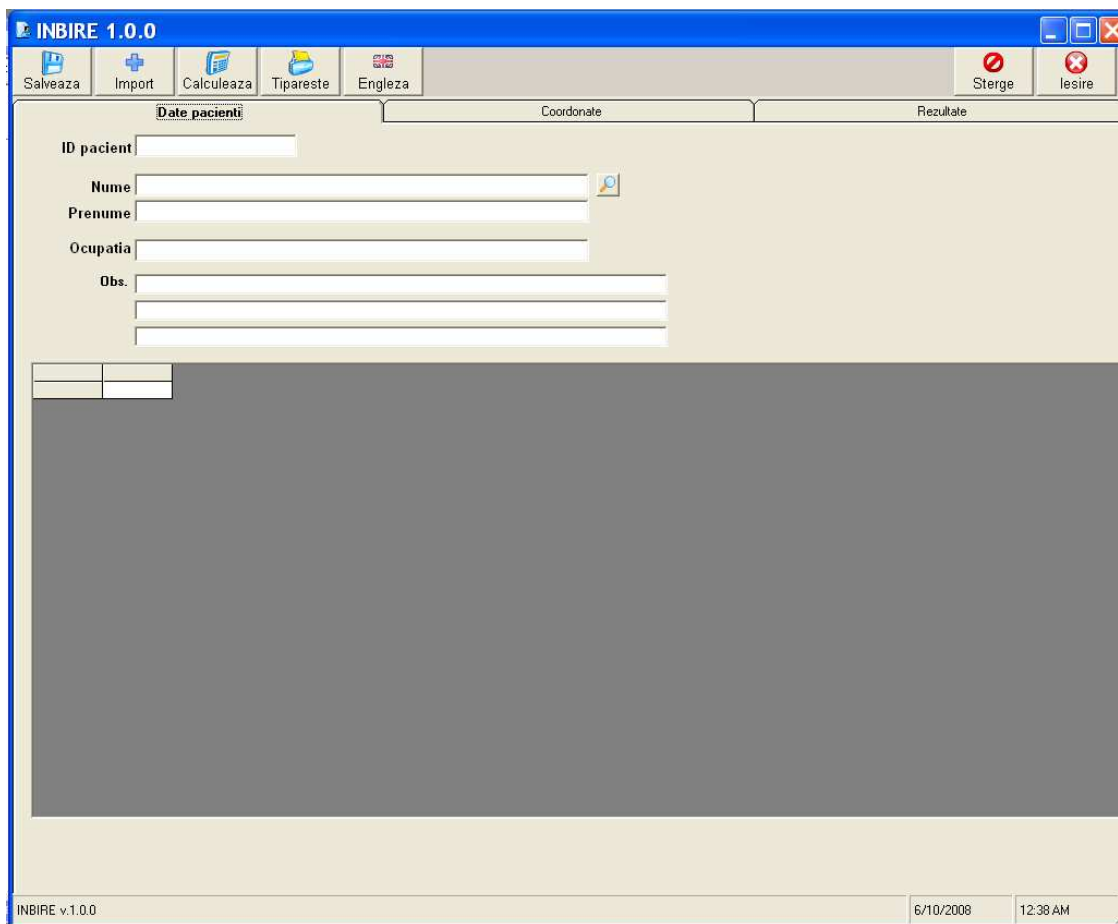 INBIRE 1.0.0
Salveaza Import Calculeaza Tipareste Engleza Sterge Iesire
Date pacienti Coordonate Rezultate
ID pacient
Nume
Prenume
Ocupatia
Obs.
INBIRE v.1.0.0 6/10/2008 12:38 AM